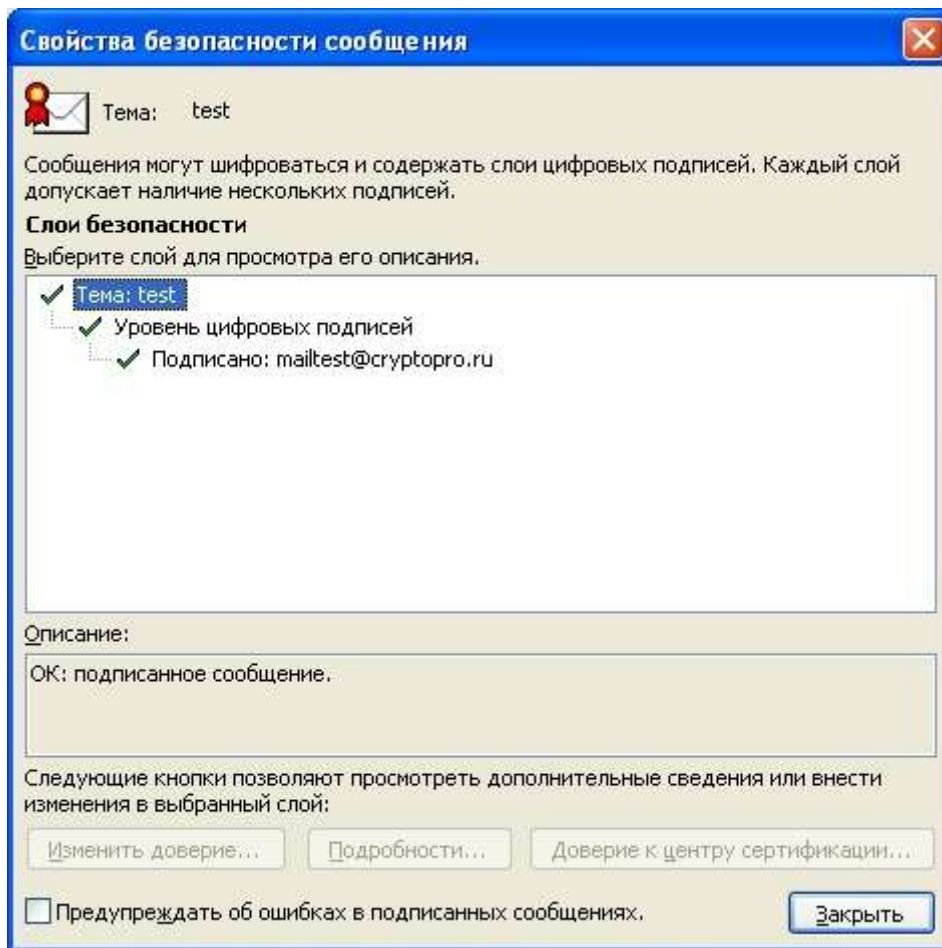 Свойства безопасности сообщения
Тема: test
Сообщения могут шифроваться и содержать слои цифровых подписей. Каждый слой
допускает наличие нескольких подписей.
Слои безопасности
Выберите слой для просмотра его описания.
Тема: test
Уровень цифровых подписей
Подписано: mailtest@cryptopro.ru
Описание:
ОК: подписанное сообщение.
Следующие кнопки позволяют просмотреть дополнительные сведения или внести
изменения в выбранный слой:
Изменить доверие... Подробности... Доверие к центру сертификации...
Предупреждать об ошибках в подписанных сообщениях. Закрыть